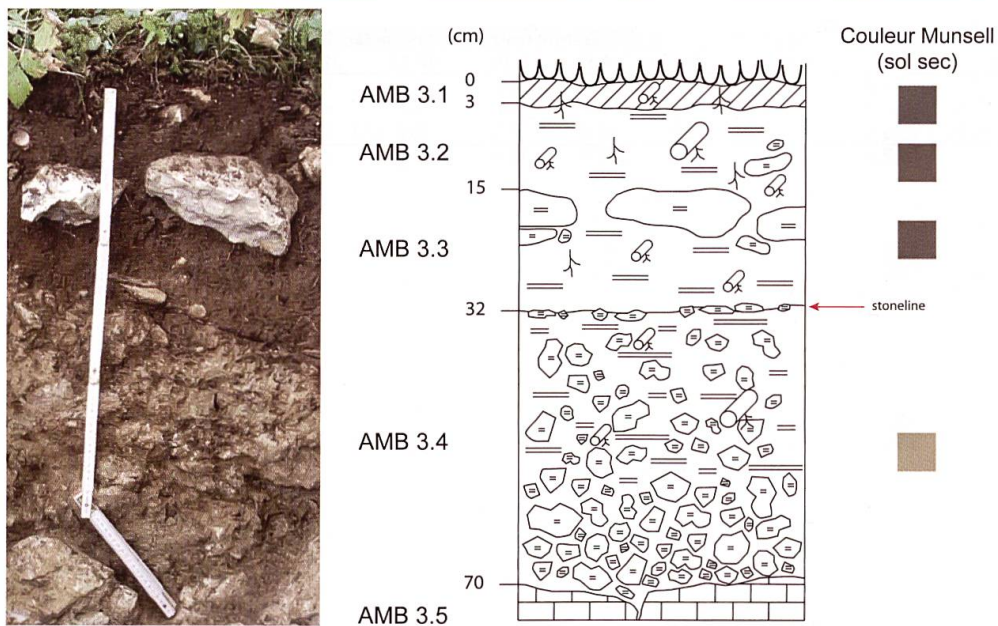 (cm)
Couleur Munsell
(sol sec)
0
AMB 3.1
3
AMB 3.2
15
AMB 3.3
32
stoneline
AMB 3.4
70
AMB 3.5